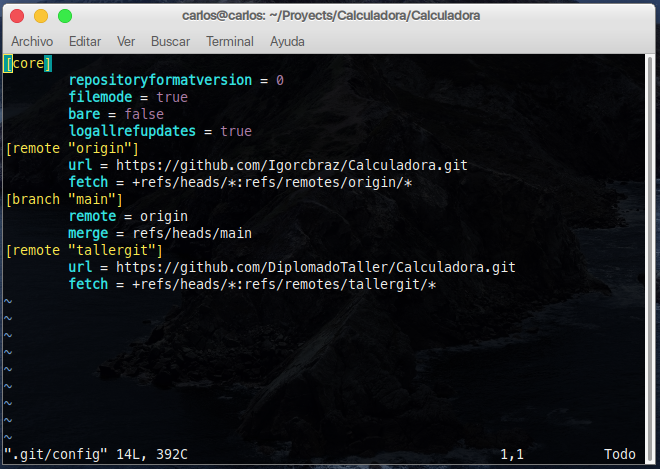 carlos@carlos: ~/Proyects/Calculadora/Calculadora
Archivo Editar Ver Buscar Terminal Ayuda
[core]
repositoryformatversion = 0
filemode = true
bare = false
logallrefupdates = true
[remote "origin"]
url = https://github.com/Igorcbraz/Calculadora.git
fetch = +refs/heads/*:refs/remotes/origin/*
[branch "main"]
remote = origin
merge = refs/heads/main
[remote "tallergit"]
url = https://github.com/DiplomadoTaller/Calculadora.git
fetch = +refs/heads/*:refs/remotes/tallergit/*
~
~
~
~
~
~
~
~
~
".git/config" 14L, 392C 1,1 Todo